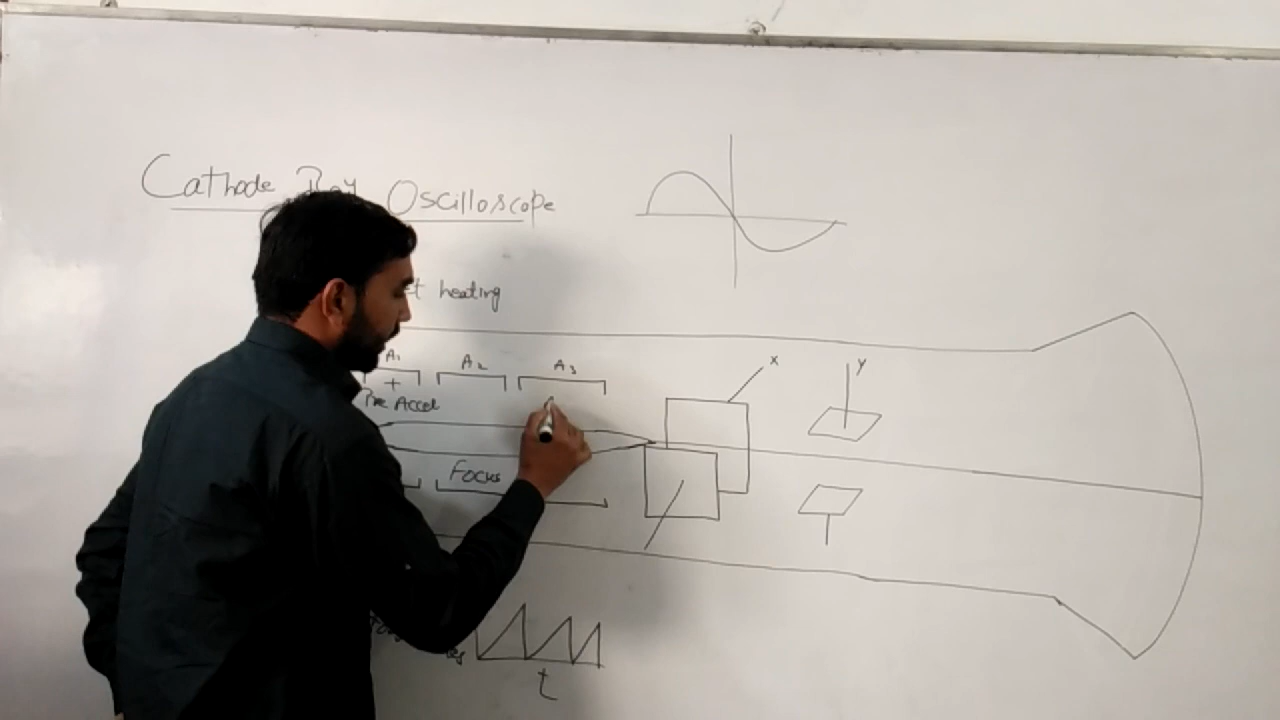 Cathode Ray Oscilloscope
heating
A₁ A₂ A₃
+
Pre Accel
Focus
x
y
t